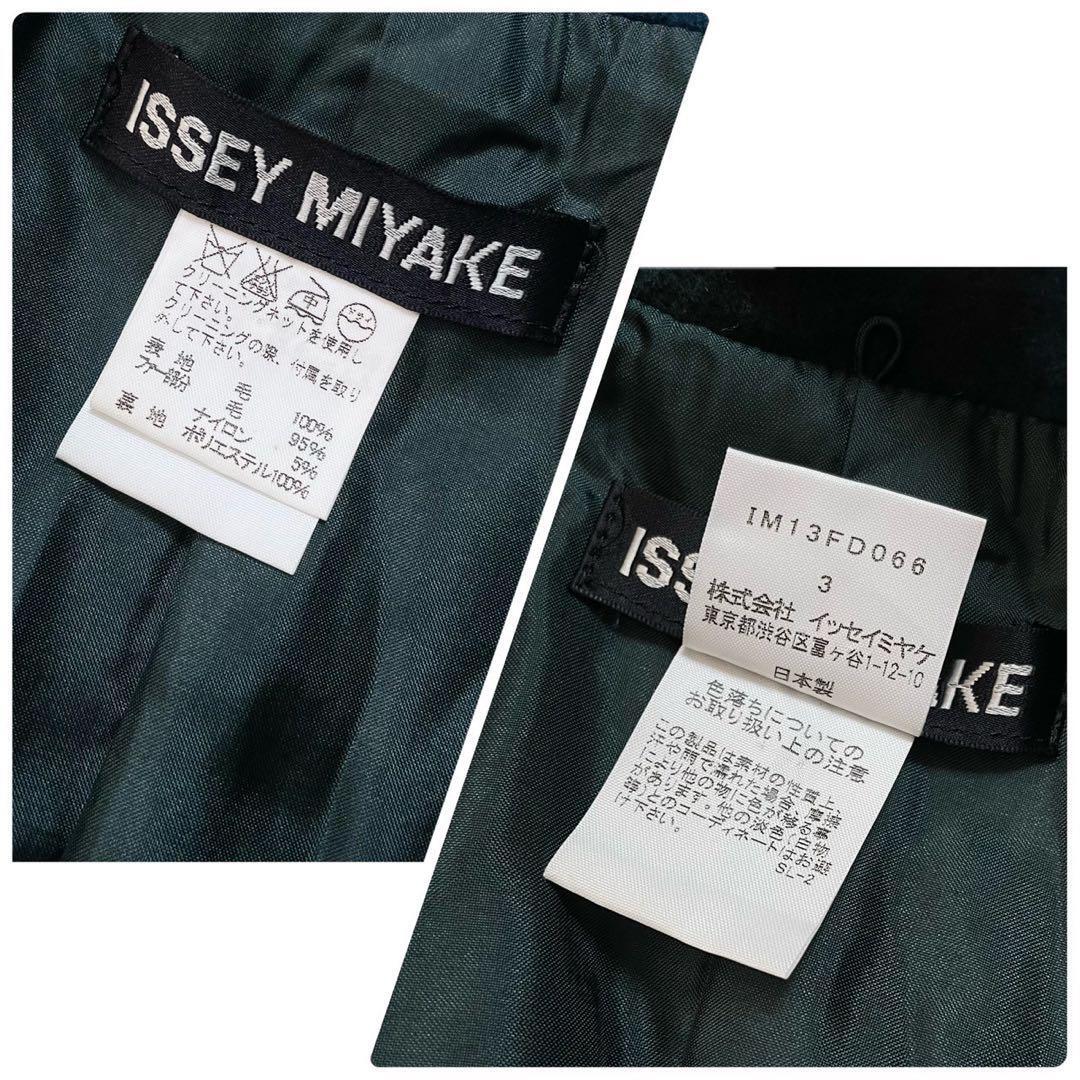 ISSEY MIYAKE
中
ドライ
クリーニングネットを使用し
て下さい。
クリーニングの際、付属を取り
外して下さい。
表 地 毛 100%
ファー部分 毛 95%
ナイロン 5%
裏 地 ポリエステル100%
ISS
KE
IM13FD066
3
株式会社 イッセイミヤケ
東京都渋谷区富ヶ谷1-12-10
日本製
色落ちについての
お取り扱い上の注意
この製品は素材の性質上、
汗や雨で濡れた場合、摩擦
により他の物に色が移る事
があります。他の淡色(白物
等)とのコーディネートはお避
け下さい。
SL-2